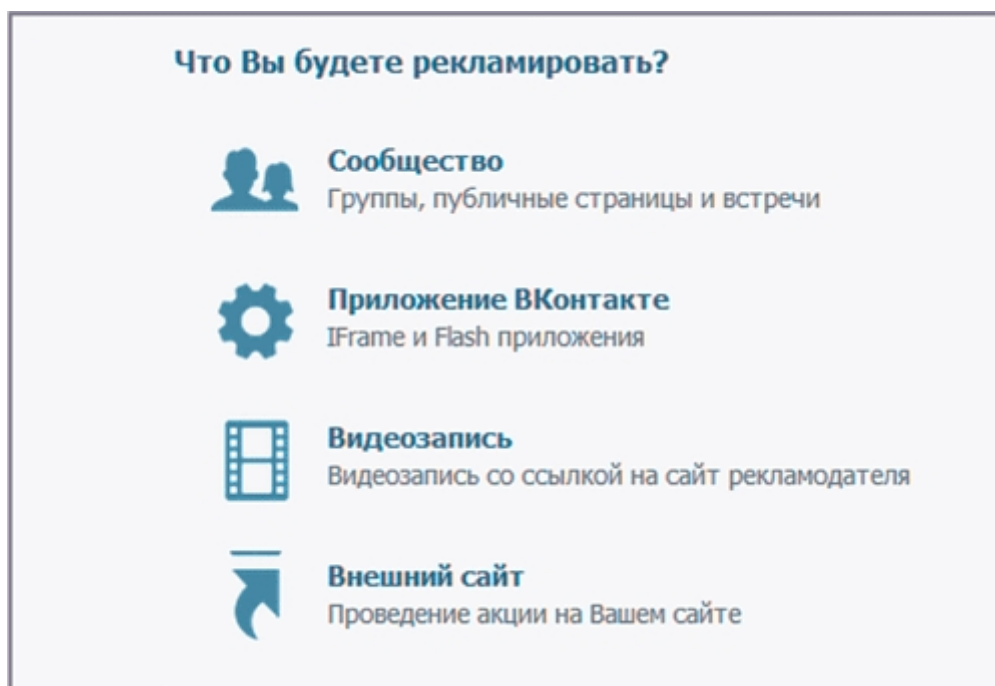 Что Вы будете рекламировать?
Сообщество
Группы, публичные страницы и встречи
Приложение ВКонтакте
IFrame и Flash приложения
Видеозапись
Видеозапись со ссылкой на сайт рекламодателя
Внешний сайт
Проведение акции на Вашем сайте